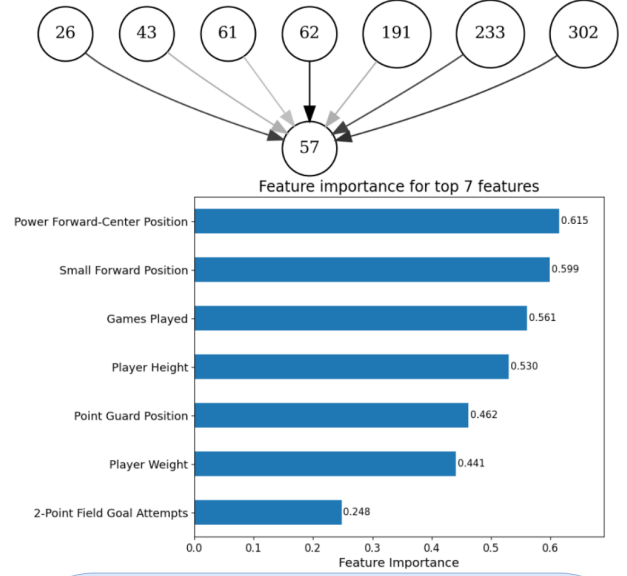 26 43 61 62 191 233 302
57
Feature importance for top 7 features
Power Forward-Center Position 0.615
Small Forward Position 0.599
Games Played 0.561
Player Height 0.530
Point Guard Position 0.462
Player Weight 0.441
2-Point Field Goal Attempts 0.248
0.0 0.1 0.2 0.3 0.4 0.5 0.6
Feature Importance